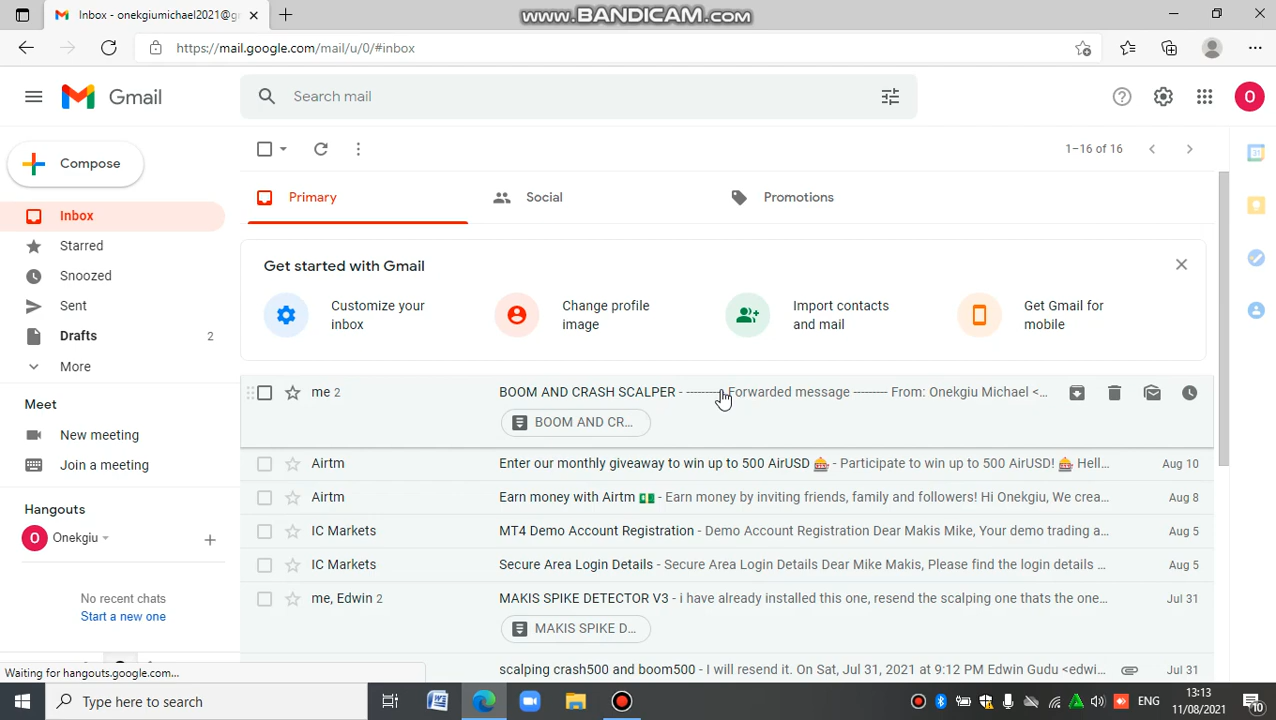 Inbox - onekgiumichael2021@g
www.BANDICAM.com
https://mail.google.com/mail/u/0/#inbox
Gmail
Search mail
O
Compose
1–16 of 16
Inbox
Starred
Snoozed
Sent
Drafts 2
More
Meet
New meeting
Join a meeting
Hangouts
O Onekgiu
No recent chats
Start a new one
Primary
Social
Promotions
Get started with Gmail
Customize your inbox
Change profile image
Import contacts and mail
Get Gmail for mobile
me 2 BOOM AND CRASH SCALPER - ---------- Forwarded message --------- From: Onekgiu Michael <...
BOOM AND CR...
Airtm Enter our monthly giveaway to win up to 500 AirUSD 🎰 - Participate to win up to 500 AirUSD! 🎰 Hell... Aug 10
Airtm Earn money with Airtm 💵 - Earn money by inviting friends, family and followers! Hi Onekgiu, We crea... Aug 8
IC Markets MT4 Demo Account Registration - Demo Account Registration Dear Makis Mike, Your demo trading a... Aug 5
IC Markets Secure Area Login Details - Secure Area Login Details Dear Mike Makis, Please find the login details ... Aug 5
me, Edwin 2 MAKIS SPIKE DETECTOR V3 - i have already installed this one, resend the scalping one thats the one... Jul 31
MAKIS SPIKE D...
scalping crash500 and boom500 - I will resend it. On Sat, Jul 31, 2021 at 9:12 PM Edwin Gudu <edwi... Jul 31
Waiting for hangouts.google.com...
Type here to search
ENG
13:13
11/08/2021
10